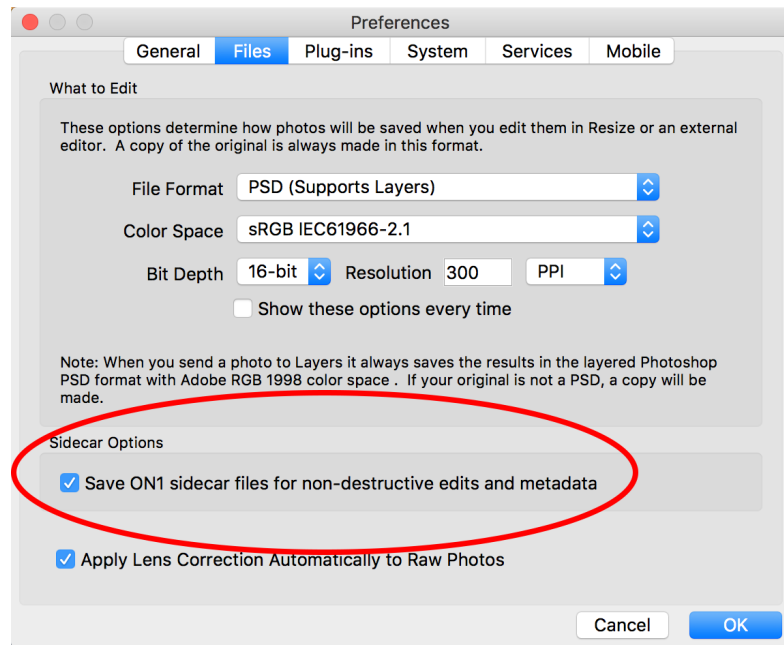 Preferences
General Files Plug-ins System Services Mobile
What to Edit
These options determine how photos will be saved when you edit them in Resize or an external
editor. A copy of the original is always made in this format.
File Format PSD (Supports Layers)
Color Space sRGB IEC61966-2.1
Bit Depth 16-bit Resolution 300 PPI
Show these options every time
Note: When you send a photo to Layers it always saves the results in the layered Photoshop
PSD format with Adobe RGB 1998 color space . If your original is not a PSD, a copy will be
made.
Sidecar Options
Save ON1 sidecar files for non-destructive edits and metadata
Apply Lens Correction Automatically to Raw Photos
Cancel OK